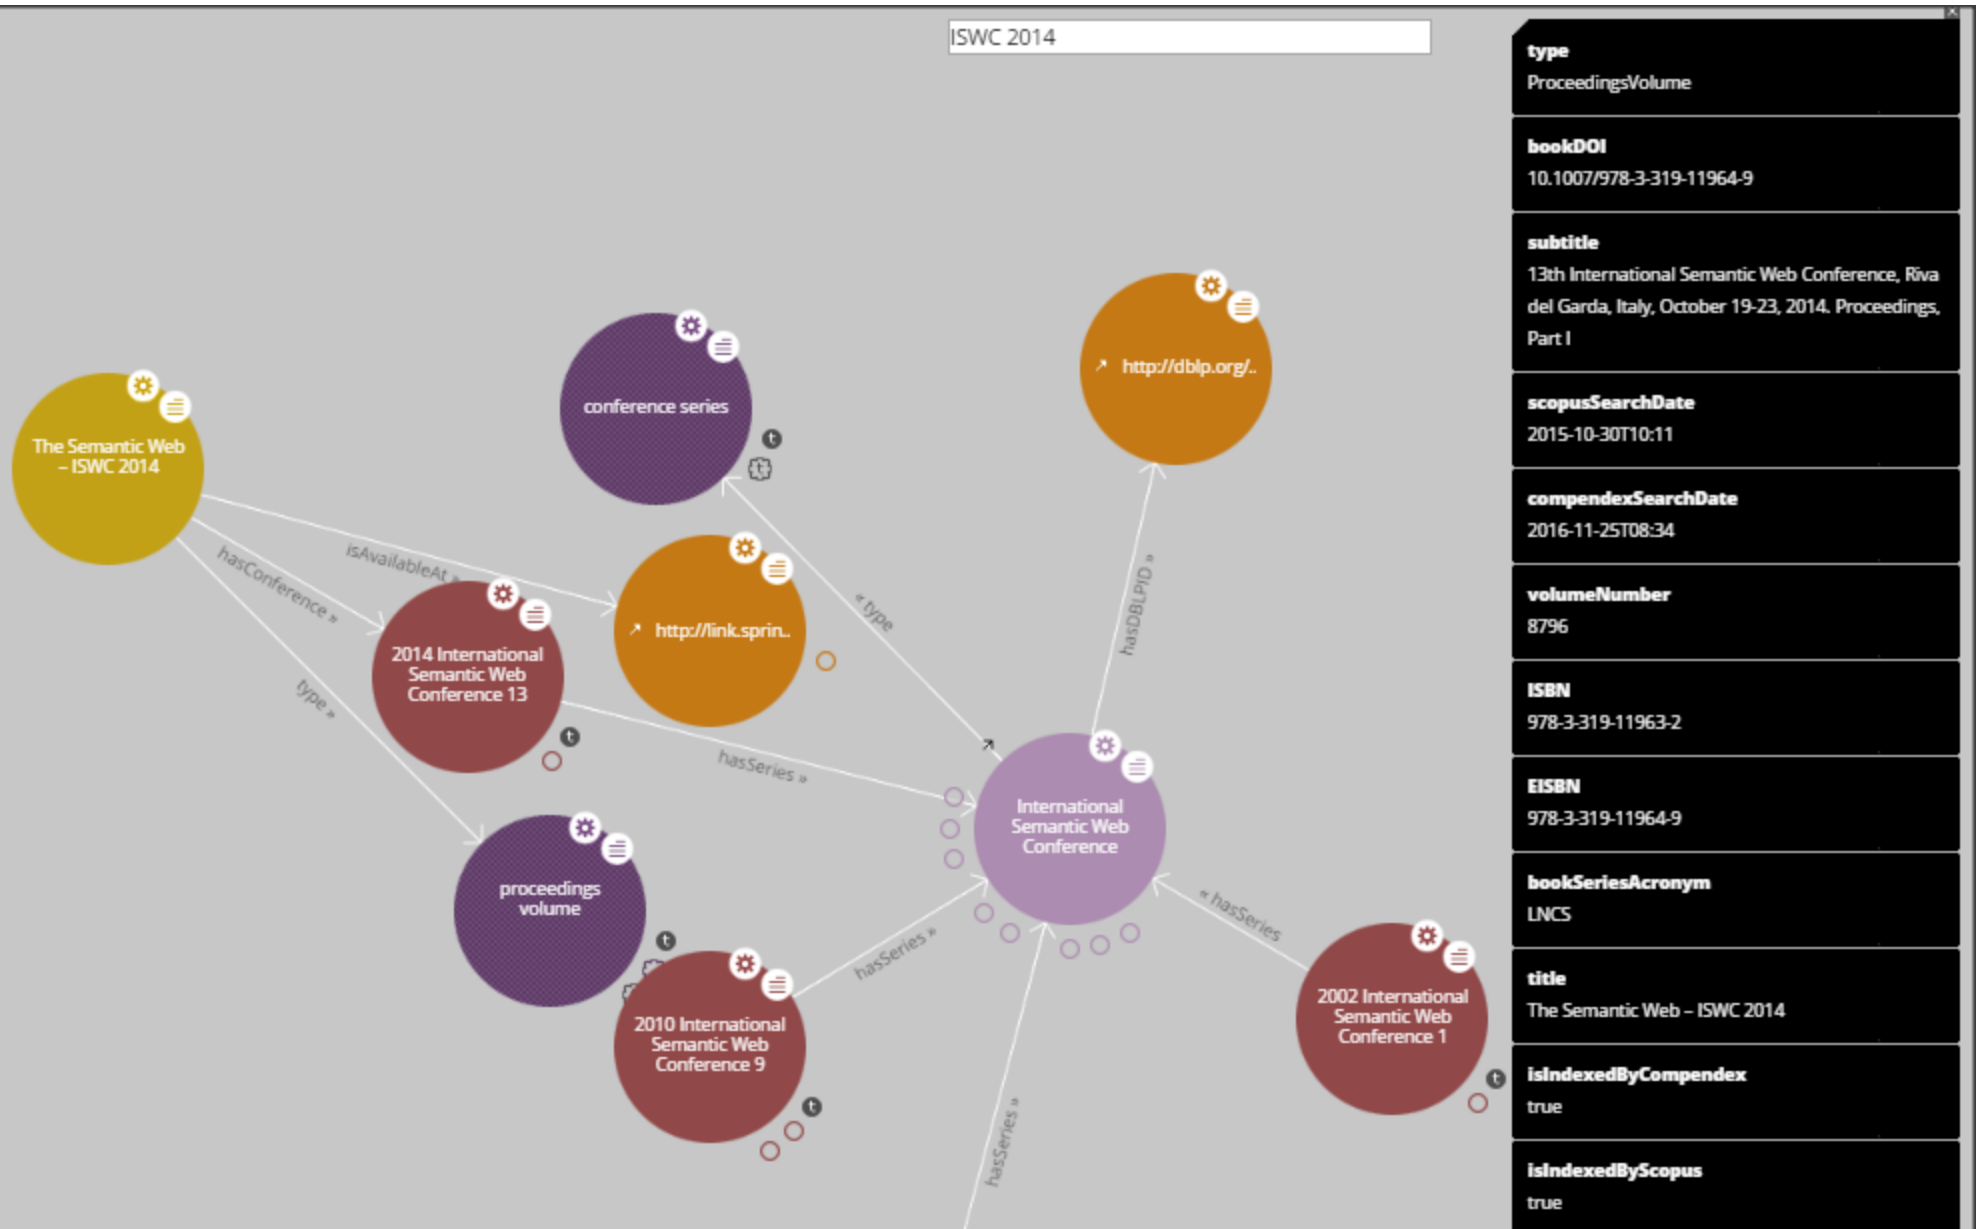 ISWC 2014
The Semantic Web
– ISWC 2014
conference series
http://dblp.org/..
isAvailableAt »
hasConference »
type »
2014 International
Semantic Web
Conference 13
http://link.sprin..
« type
hasDBLPID »
hasSeries »
International
Semantic Web
Conference
proceedings
volume
hasSeries »
« hasSeries
2010 International
Semantic Web
Conference 9
2002 International
Semantic Web
Conference 1
hasSeries »
t
t
t
t
t
t
type
ProceedingsVolume
bookDOI
10.1007/978-3-319-11964-9
subtitle
13th International Semantic Web Conference, Riva
del Garda, Italy, October 19-23, 2014. Proceedings,
Part I
scopusSearchDate
2015-10-30T10:11
compendexSearchDate
2016-11-25T08:34
volumeNumber
8796
ISBN
978-3-319-11963-2
EISBN
978-3-319-11964-9
bookSeriesAcronym
LNCS
title
The Semantic Web – ISWC 2014
isIndexedByCompendex
true
isIndexedByScopus
true